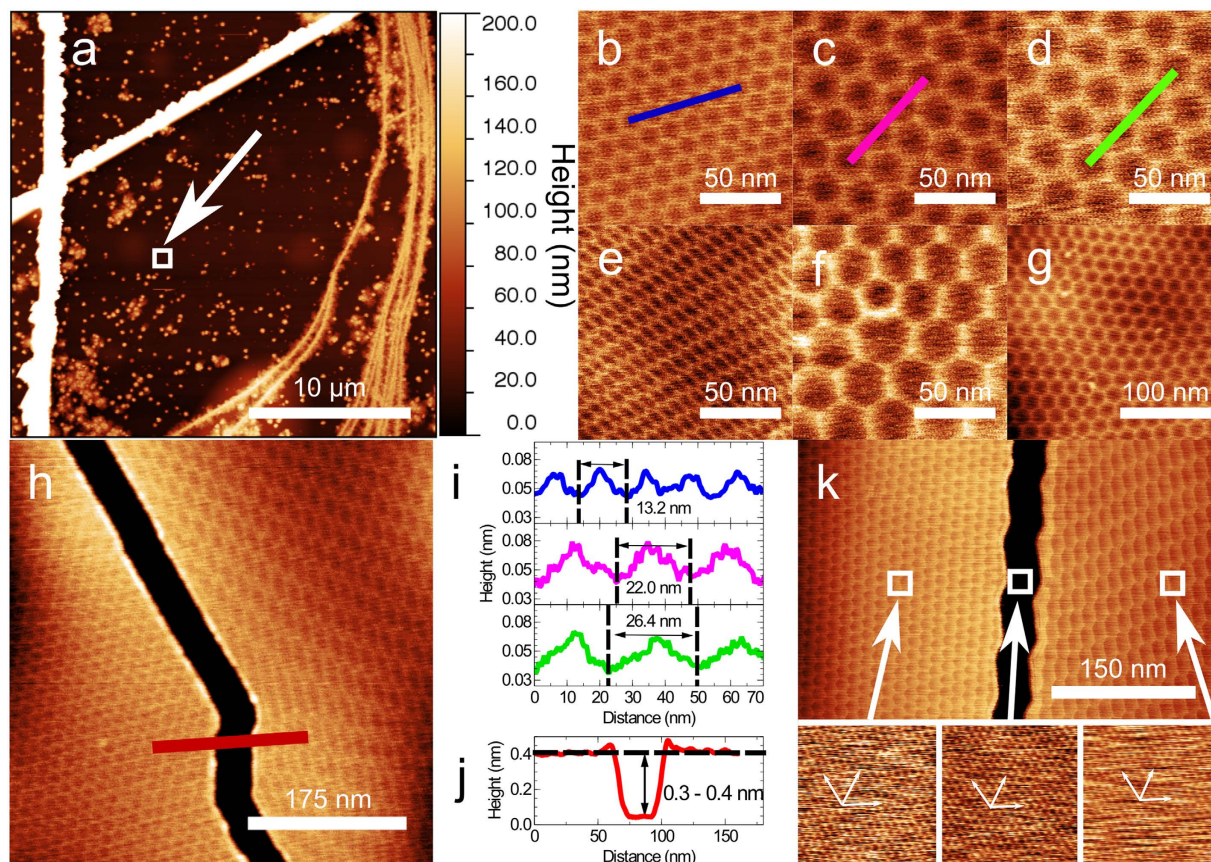 a
200.0
180.0
160.0
140.0
120.0
100.0
80.0
60.0
40.0
20.0
0.0
Height (nm)
10 µm
b
50 nm
c
50 nm
d
50 nm
e
50 nm
f
50 nm
g
100 nm
h
175 nm
i
0.08
0.05
0.03
13.2 nm
0.08
0.05
0.03
22.0 nm
0.08
0.05
0.03
26.4 nm
Height (nm)
0 10 20 30 40 50 60 70
Distance (nm)
j
0.4
0.2
0.0
Height (nm)
0.3 - 0.4 nm
0 50 100 150
Distance (nm)
k
150 nm